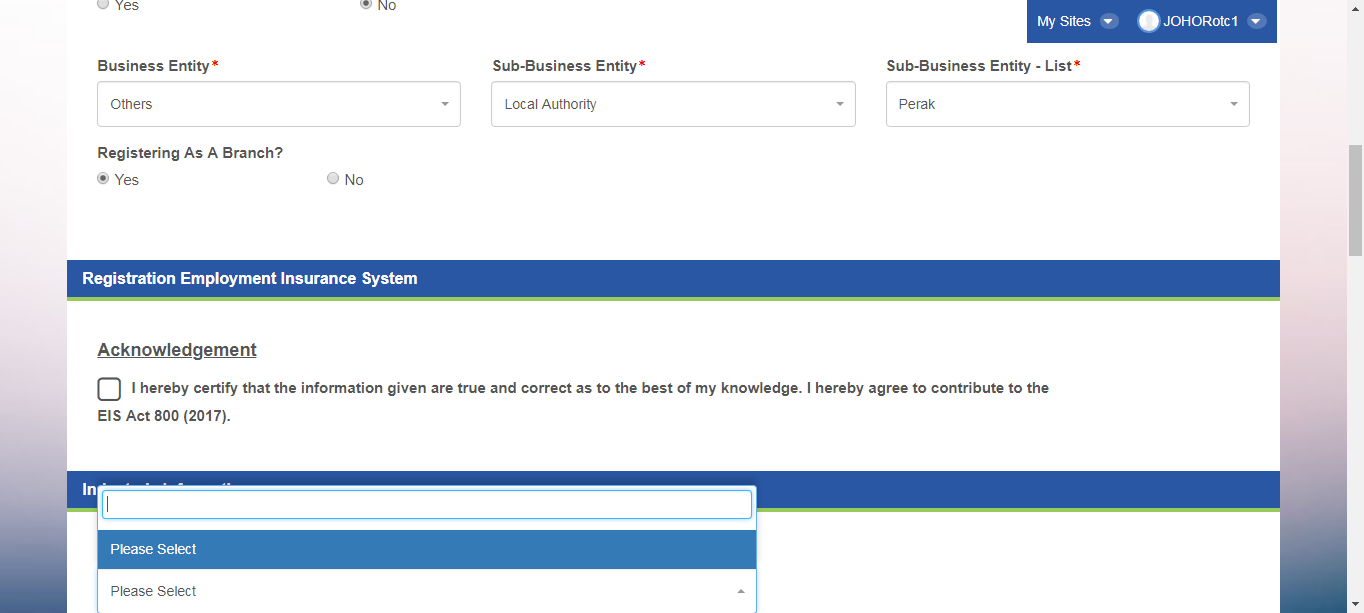 Yes
No
My Sites
JOHORotc1
Business Entity*
Sub-Business Entity*
Sub-Business Entity - List*
Others
Local Authority
Perak
Registering As A Branch?
Yes
No
Registration Employment Insurance System
Acknowledgement
I hereby certify that the information given are true and correct as to the best of my knowledge. I hereby agree to contribute to the
EIS Act 800 (2017).
Please Select
Please Select